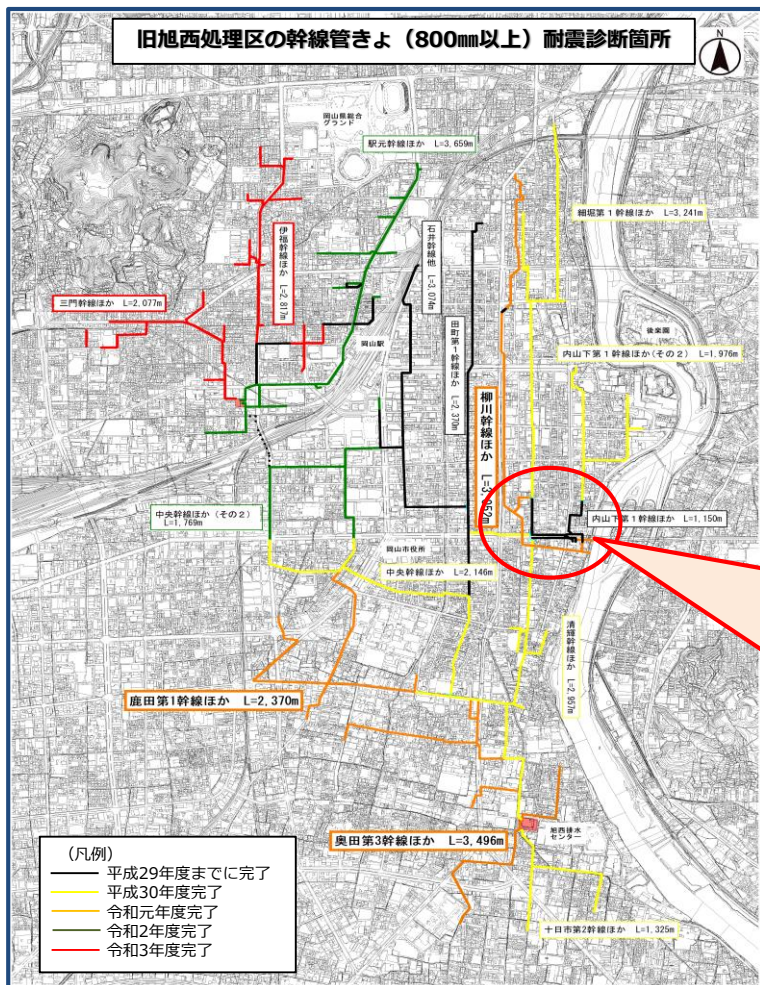 旧旭西処理区の幹線管きょ(800㎜以上)耐震診断箇所
N
岡山県総合
グランド
駅元幹線ほか L=3,659m
細堀第1幹線ほか L=3,241m
伊福幹線ほか L=2,817m
石井幹線他 L=3,074m
三門幹線ほか L=2,077m
後楽園
田町第1幹線ほか L=2,370m
岡山駅
内山下第1幹線ほか(その2) L=1,976m
柳川幹線ほか L=3,952m
中央幹線ほか(その2)
L=1,769m
内山下第1幹線ほか L=1,150m
岡山市役所
中央幹線ほか L=2,146m
清輝幹線ほか L=2,957m
鹿田第1幹線ほか L=2,370m
奥田第3幹線ほか L=3,496m
旭西排水
センター
十日市第2幹線ほか L=1,325m
(凡例)
平成29年度までに完了
平成30年度完了
令和元年度完了
令和2年度完了
令和3年度完了